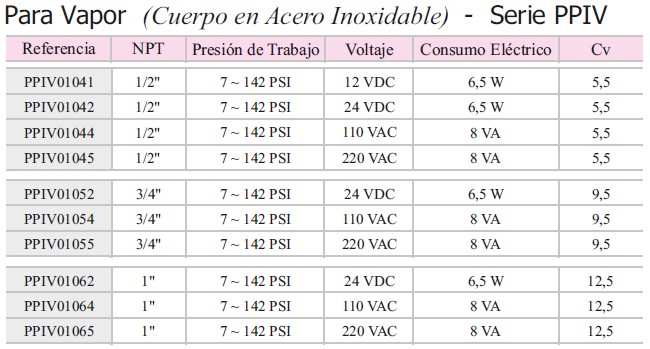 Para Vapor (Cuerpo en Acero Inoxidable) - Serie PPIV
Referencia NPT Presión de Trabajo Voltaje Consumo Eléctrico Cv
PPIV01041 1/2" 7 ~ 142 PSI 12 VDC 6,5 W 5,5
PPIV01042 1/2" 7 ~ 142 PSI 24 VDC 6,5 W 5,5
PPIV01044 1/2" 7 ~ 142 PSI 110 VAC 8 VA 5,5
PPIV01045 1/2" 7 ~ 142 PSI 220 VAC 8 VA 5,5
PPIV01052 3/4" 7 ~ 142 PSI 24 VDC 6,5 W 9,5
PPIV01054 3/4" 7 ~ 142 PSI 110 VAC 8 VA 9,5
PPIV01055 3/4" 7 ~ 142 PSI 220 VAC 8 VA 9,5
PPIV01062 1" 7 ~ 142 PSI 24 VDC 6,5 W 12,5
PPIV01064 1" 7 ~ 142 PSI 110 VAC 8 VA 12,5
PPIV01065 1" 7 ~ 142 PSI 220 VAC 8 VA 12,5